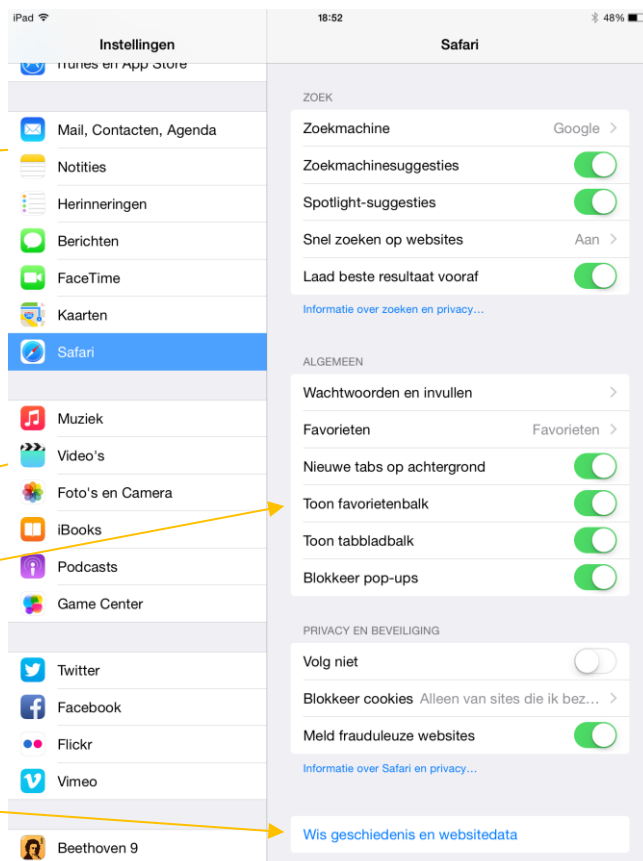 iPad 18:52 48%
Instellingen
iTunes en App Store
Mail, Contacten, Agenda
Notities
Herinneringen
Berichten
FaceTime
Kaarten
Safari
Muziek
Video's
Foto's en Camera
iBooks
Podcasts
Game Center
Twitter
Facebook
Flickr
Vimeo
Beethoven 9
Safari
ZOEK
Zoekmachine Google
Zoekmachinesuggesties
Spotlight-suggesties
Snel zoeken op websites Aan
Laad beste resultaat vooraf
Informatie over zoeken en privacy...
ALGEMEEN
Wachtwoorden en invullen
Favorieten Favorieten
Nieuwe tabs op achtergrond
Toon favorietenbalk
Toon tabbladbalk
Blokkeer pop-ups
PRIVACY EN BEVEILIGING
Volg niet
Blokkeer cookies Alleen van sites die ik bez...
Meld frauduleuze websites
Informatie over Safari en privacy...
Wis geschiedenis en websitedata